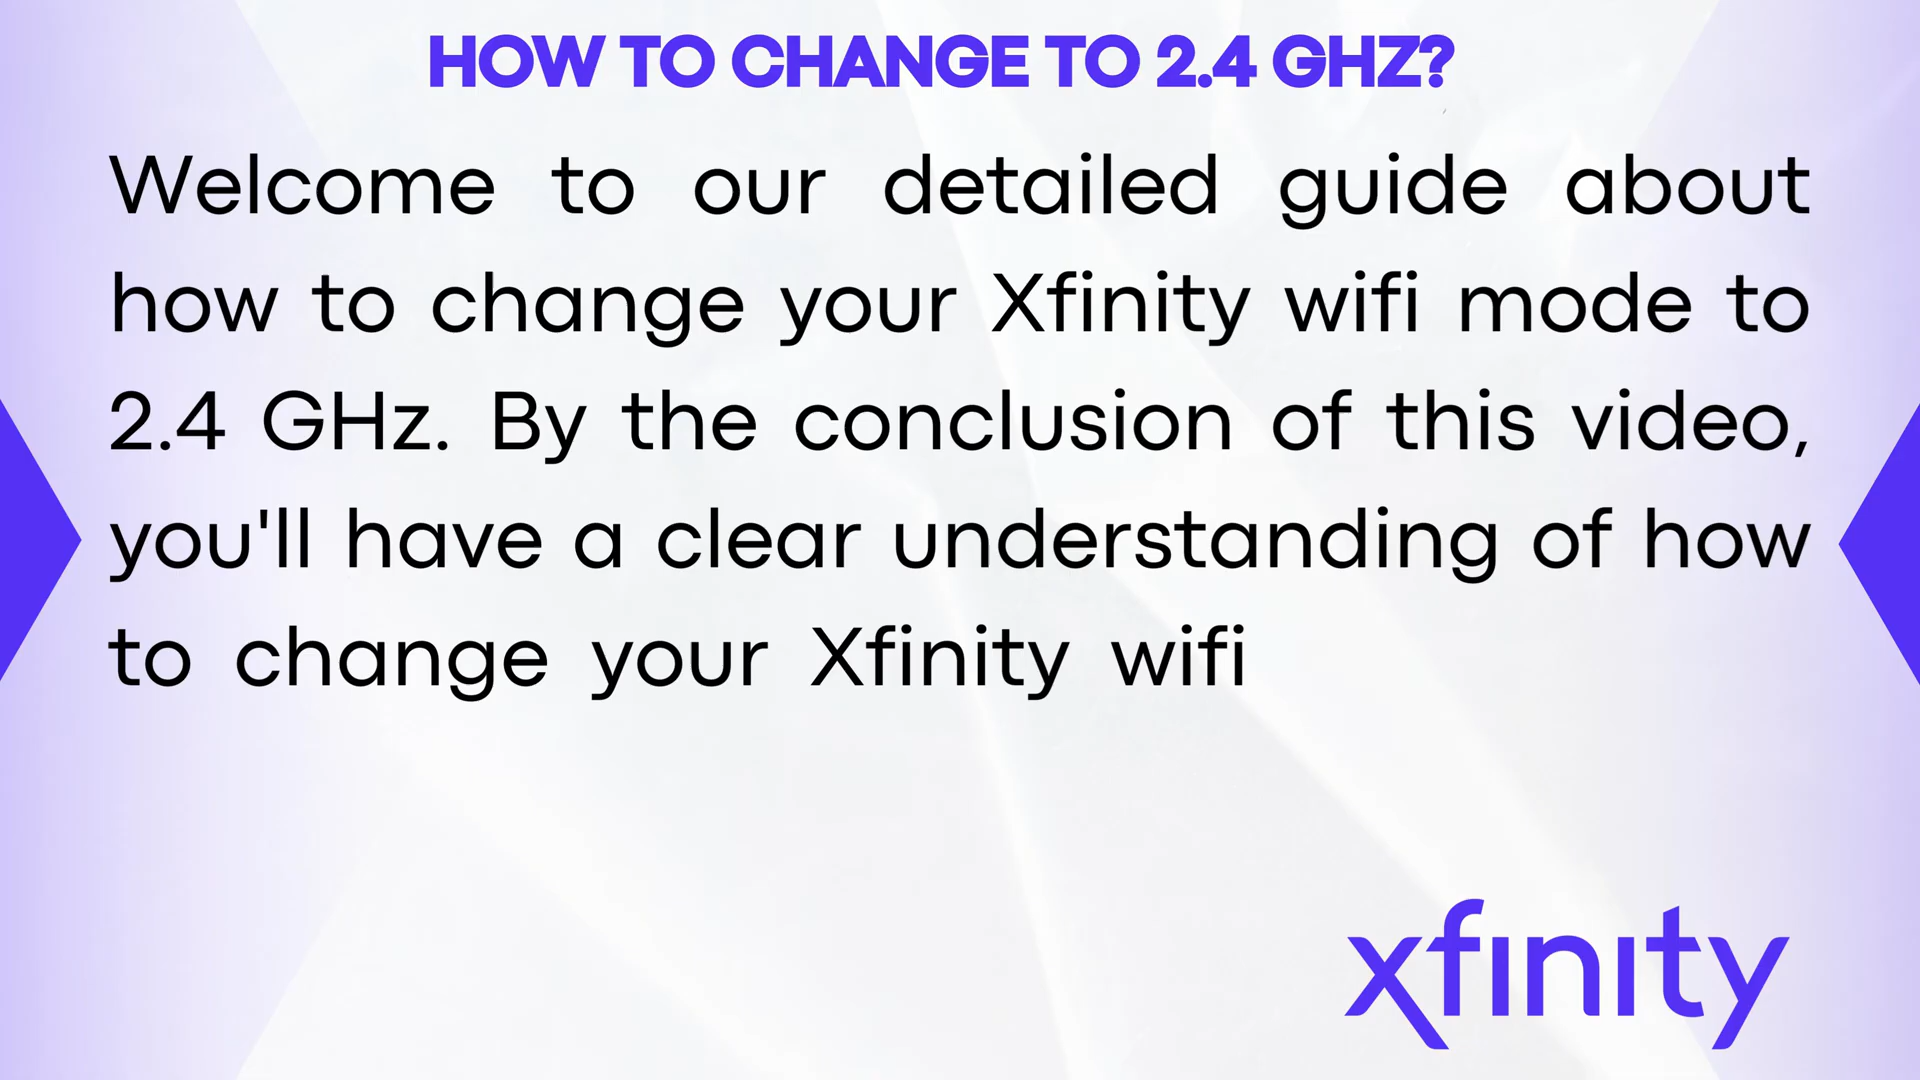 HOW TO CHANGE TO 2.4 GHZ?
Welcome to our detailed guide about
how to change your Xfinity wifi mode to
2.4 GHz. By the conclusion of this video,
you'll have a clear understanding of how
to change your Xfinity wifi
xfinity